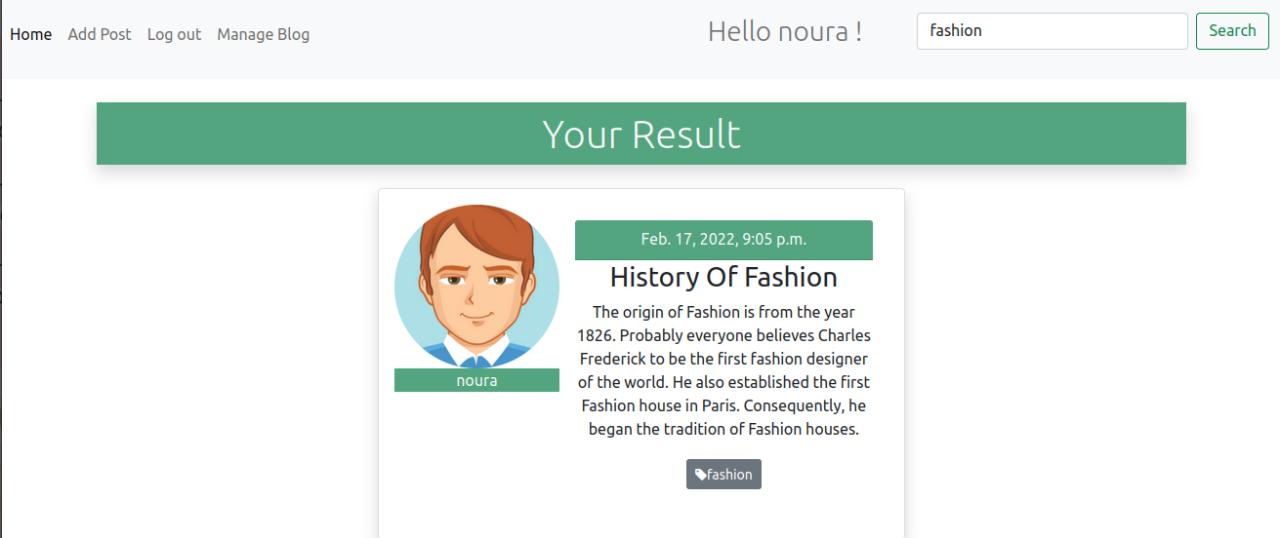 Home Add Post Log out Manage Blog Hello noura ! fashion Search
Your Result
Feb. 17, 2022, 9:05 p.m.
History Of Fashion
The origin of Fashion is from the year
1826. Probably everyone believes Charles
Frederick to be the first fashion designer
of the world. He also established the first
Fashion house in Paris. Consequently, he
began the tradition of Fashion houses.
noura
fashion